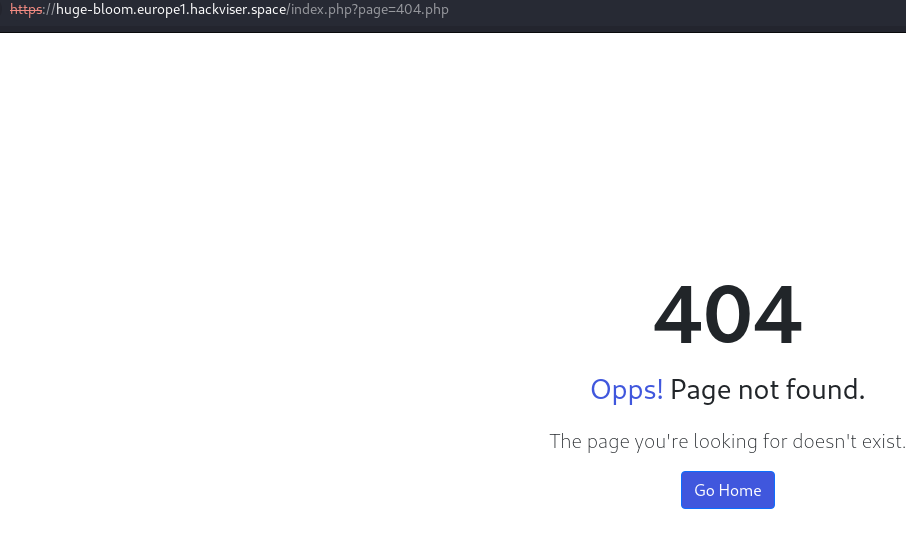 https://huge-bloom.europe1.hackviser.space/index.php?page=404.php
404
Opps! Page not found.
The page you're looking for doesn't exist.
Go Home